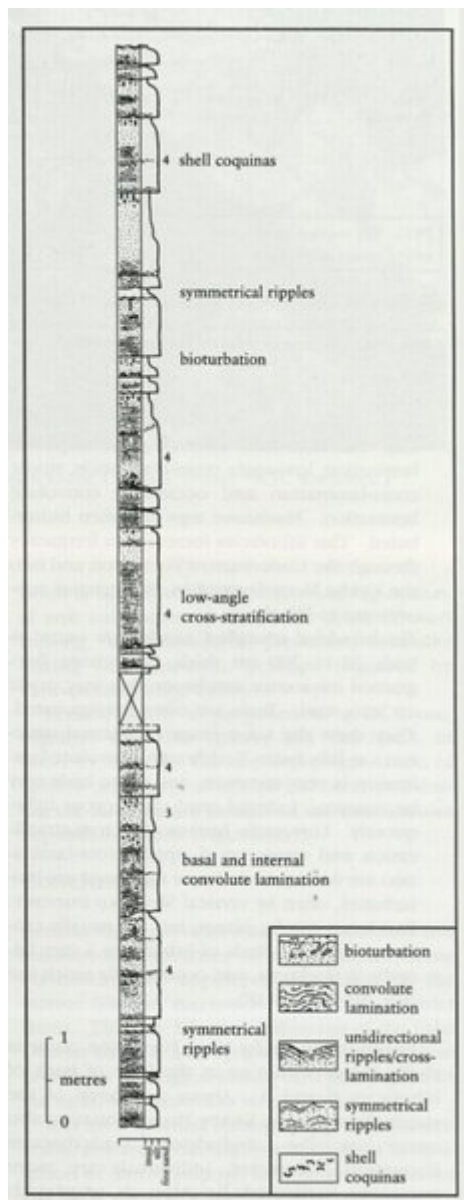 4 shell coquinas
symmetrical ripples
bioturbation
4
4
low-angle
cross-stratification
3
basal and internal
convolute lamination
4
symmetrical
ripples
1
metres
0
bioturbation
convolute
lamination
unidirectional
ripples/cross-
lamination
symmetrical
ripples
shell
coquinas